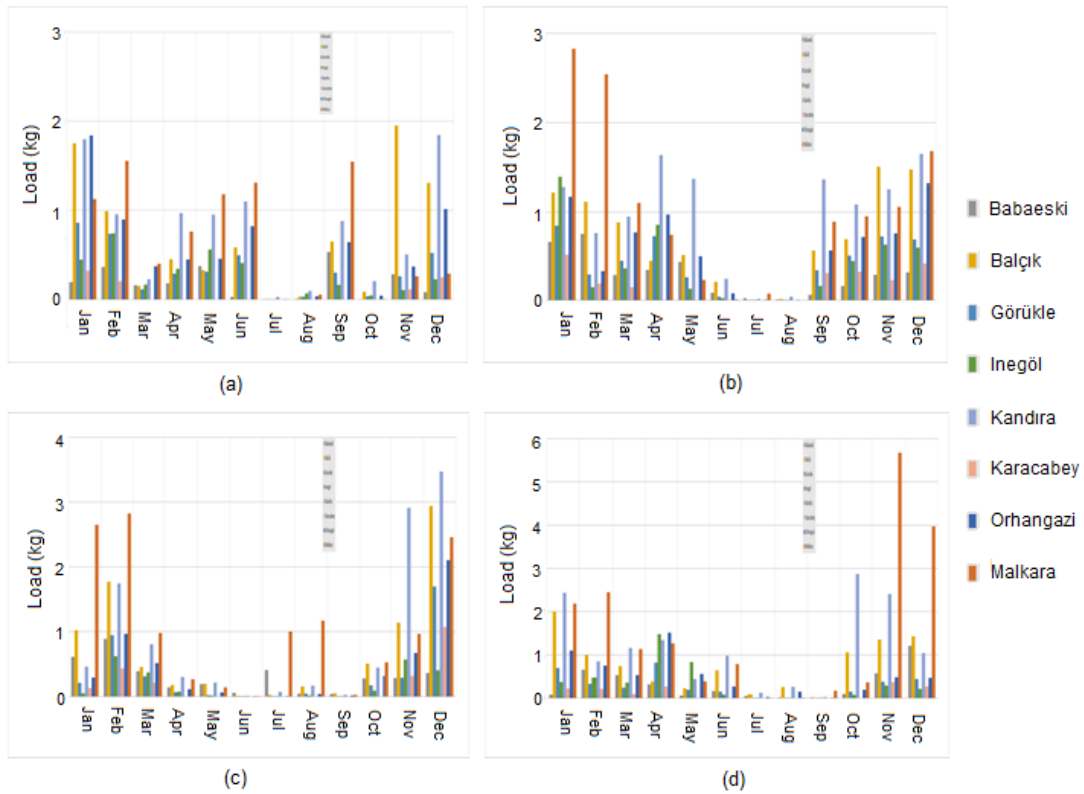 3
2
1
0
Load (kg)
Jan
Feb
Mar
Apr
May
Jun
Jul
Aug
Sep
Oct
Nov
Dec
(a)
3
2
1
0
Load (kg)
Jan
Feb
Mar
Apr
May
Jun
Jul
Aug
Sep
Oct
Nov
Dec
(b)
4
3
2
1
0
Load (kg)
Jan
Feb
Mar
Apr
May
Jun
Jul
Aug
Sep
Oct
Nov
Dec
(c)
6
5
4
3
2
1
0
Load (kg)
Jan
Feb
Mar
Apr
May
Jun
Jul
Aug
Sep
Oct
Nov
Dec
(d)
Babaeski
Balçık
Görükle
Inegöl
Kandıra
Karacabey
Orhangazi
Malkara